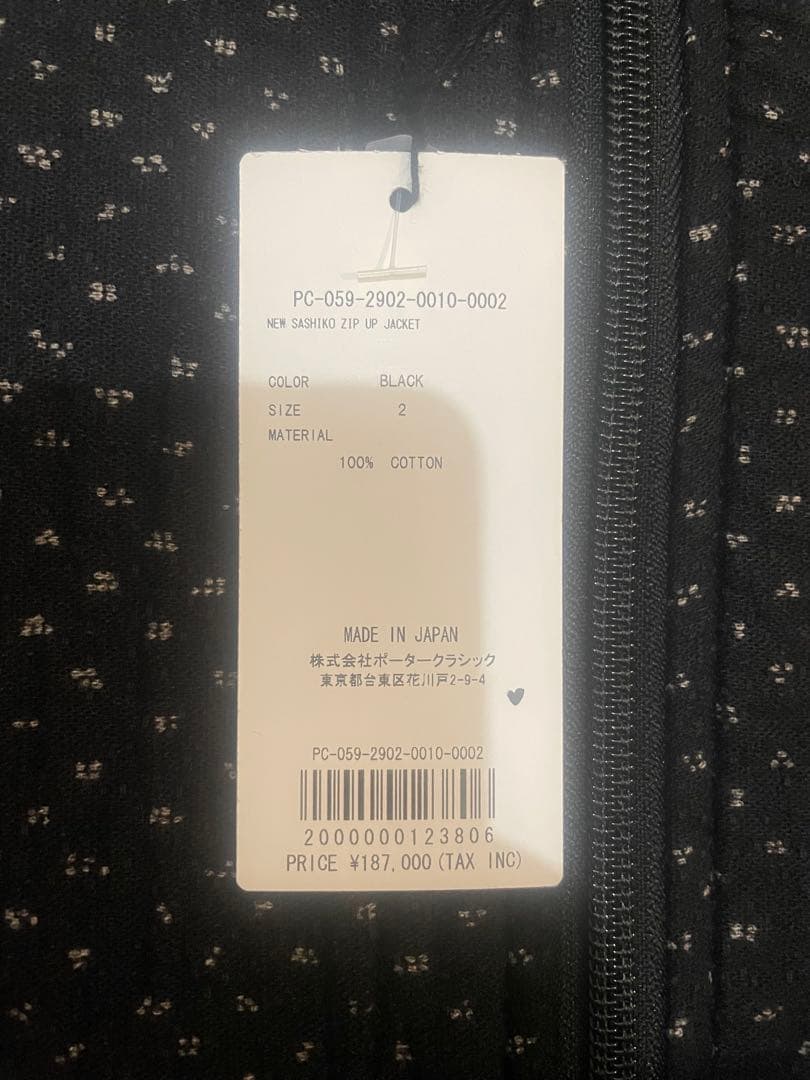 PC-059-2902-0010-0002
NEW SASHIKO ZIP UP JACKET
COLOR BLACK
SIZE 2
MATERIAL
100% COTTON
MADE IN JAPAN
株式会社ポータークラシック
東京都台東区花川戸2-9-4
PC-059-2902-0010-0002
2000000123806
PRICE ¥187,000(TAX INC)